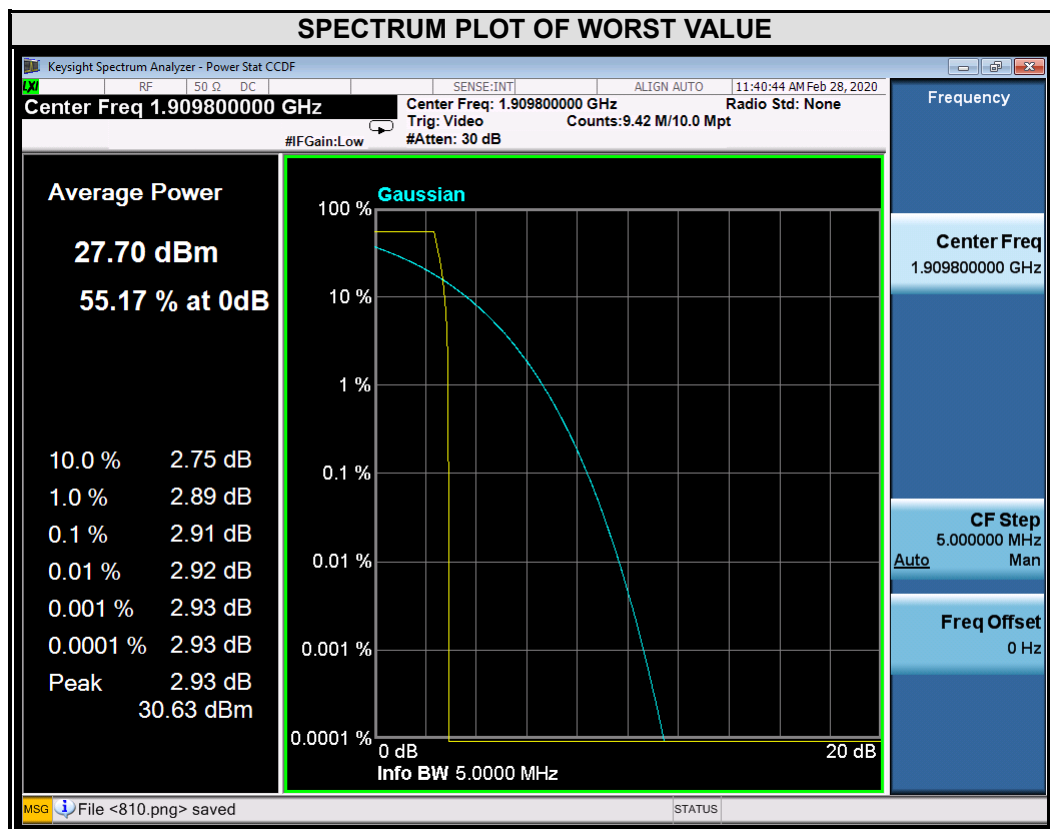 SPECTRUM PLOT OF WORST VALUE
Keysight Spectrum Analyzer - Power Stat CCDF
LXI RF 50 Ω DC SENSE:INT ALIGN AUTO 11:40:44 AM Feb 28, 2020
Center Freq 1.909800000 GHz
Center Freq: 1.909800000 GHz Radio Std: None
Trig: Video Counts:9.42 M/10.0 Mpt
#IFGain:Low #Atten: 30 dB
Average Power
27.70 dBm
55.17 % at 0dB
10.0 % 2.75 dB
1.0 % 2.89 dB
0.1 % 2.91 dB
0.01 % 2.92 dB
0.001 % 2.93 dB
0.0001 % 2.93 dB
Peak 2.93 dB
30.63 dBm
Gaussian
100 %
10 %
1 %
0.1 %
0.01 %
0.001 %
0.0001 %
0 dB 20 dB
Info BW 5.0000 MHz
Frequency
Center Freq
1.909800000 GHz
CF Step
5.000000 MHz
Auto Man
Freq Offset
0 Hz
MSG File <810.png> saved STATUS